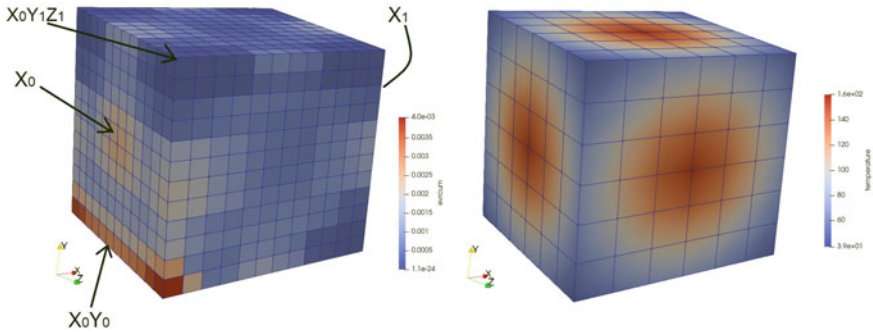 X₀Y₁Z₁
X₁
X₀
X₀Y₀
4.0e-03
0.0035
0.003
0.0025
0.002
0.0015
0.001
0.0005
1.1e-24
evrcum
Y
X
Z
1.6e+02
140
120
100
80
60
3.9e+01
temperature
Y
X
Z